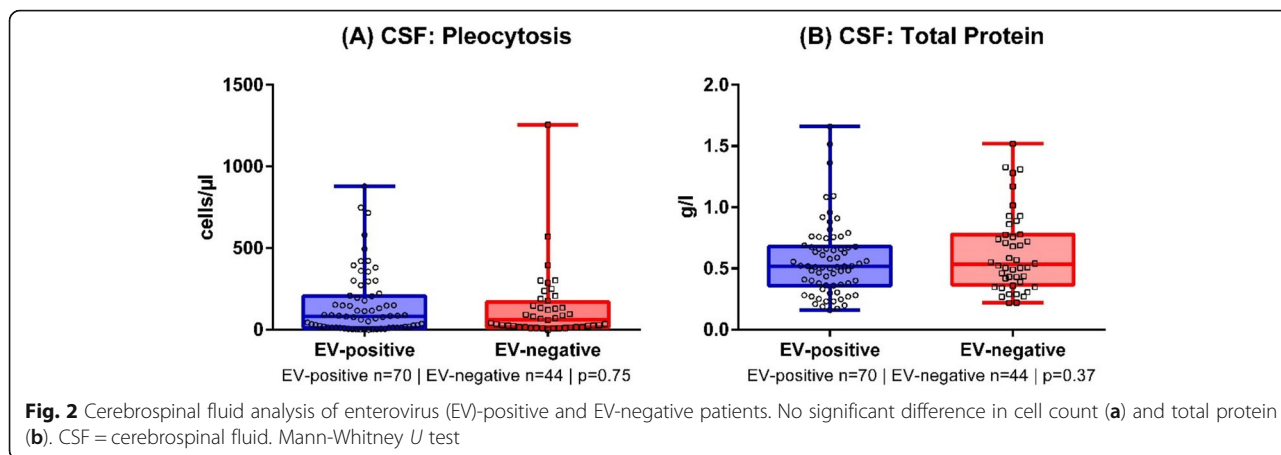 (A) CSF: Pleocytosis
1500
1000
500
0
cells/µl
EV-positive EV-negative
EV-positive n=70 | EV-negative n=44 | p=0.75
(B) CSF: Total Protein
2.0
1.5
1.0
0.5
0.0
g/l
EV-positive EV-negative
EV-positive n=70 | EV-negative n=44 | p=0.37
Fig. 2 Cerebrospinal fluid analysis of enterovirus (EV)-positive and EV-negative patients. No significant difference in cell count (a) and total protein
(b). CSF = cerebrospinal fluid. Mann-Whitney U test